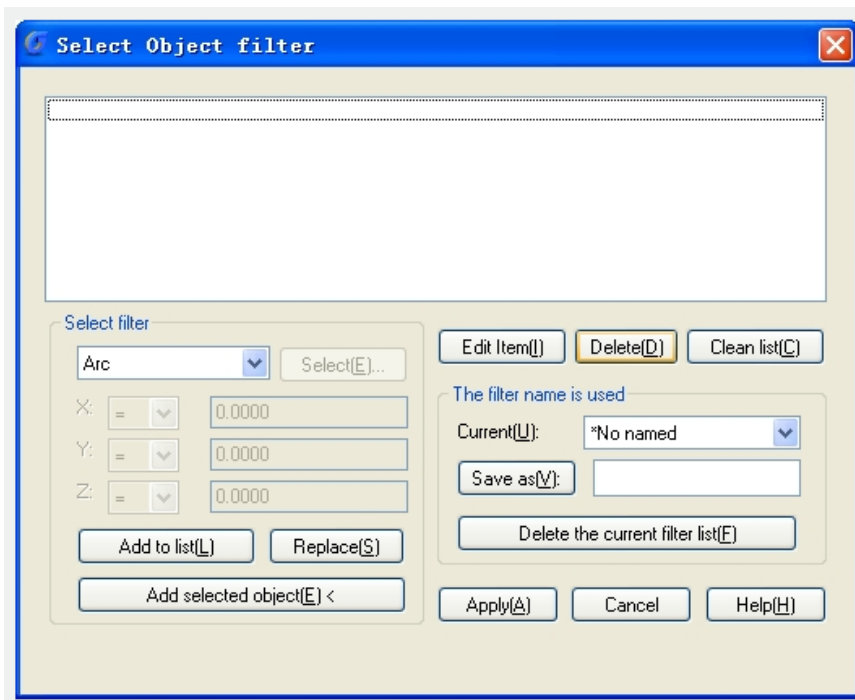 Select Object filter
Select filter
Arc
Select(E)...
X: = 0.0000
Y: = 0.0000
Z: = 0.0000
Add to list(L) Replace(S)
Add selected object(E) <
Edit Item(I) Delete(D) Clean list(C)
The filter name is used
Current(U): *No named
Save as(V):
Delete the current filter list(F)
Apply(A) Cancel Help(H)